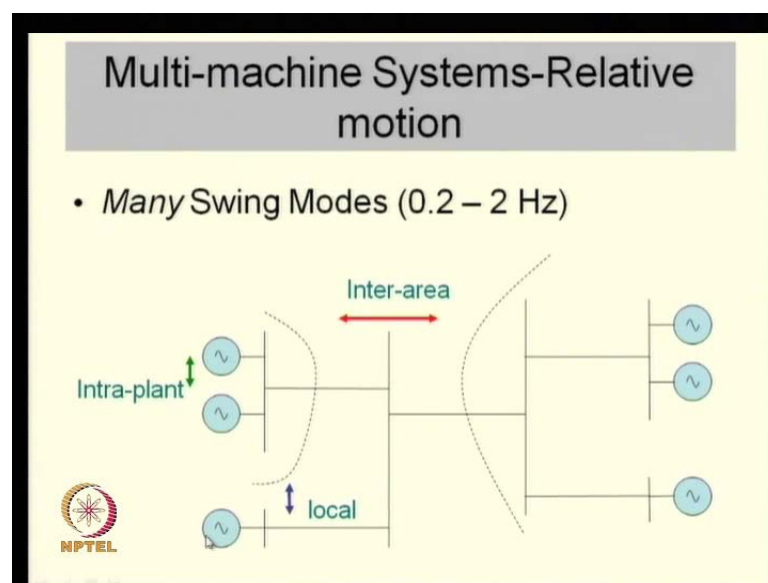 Multi-machine Systems-Relative
motion
• Many Swing Modes (0.2 – 2 Hz)
Inter-area
Intra-plant
local
NPTEL